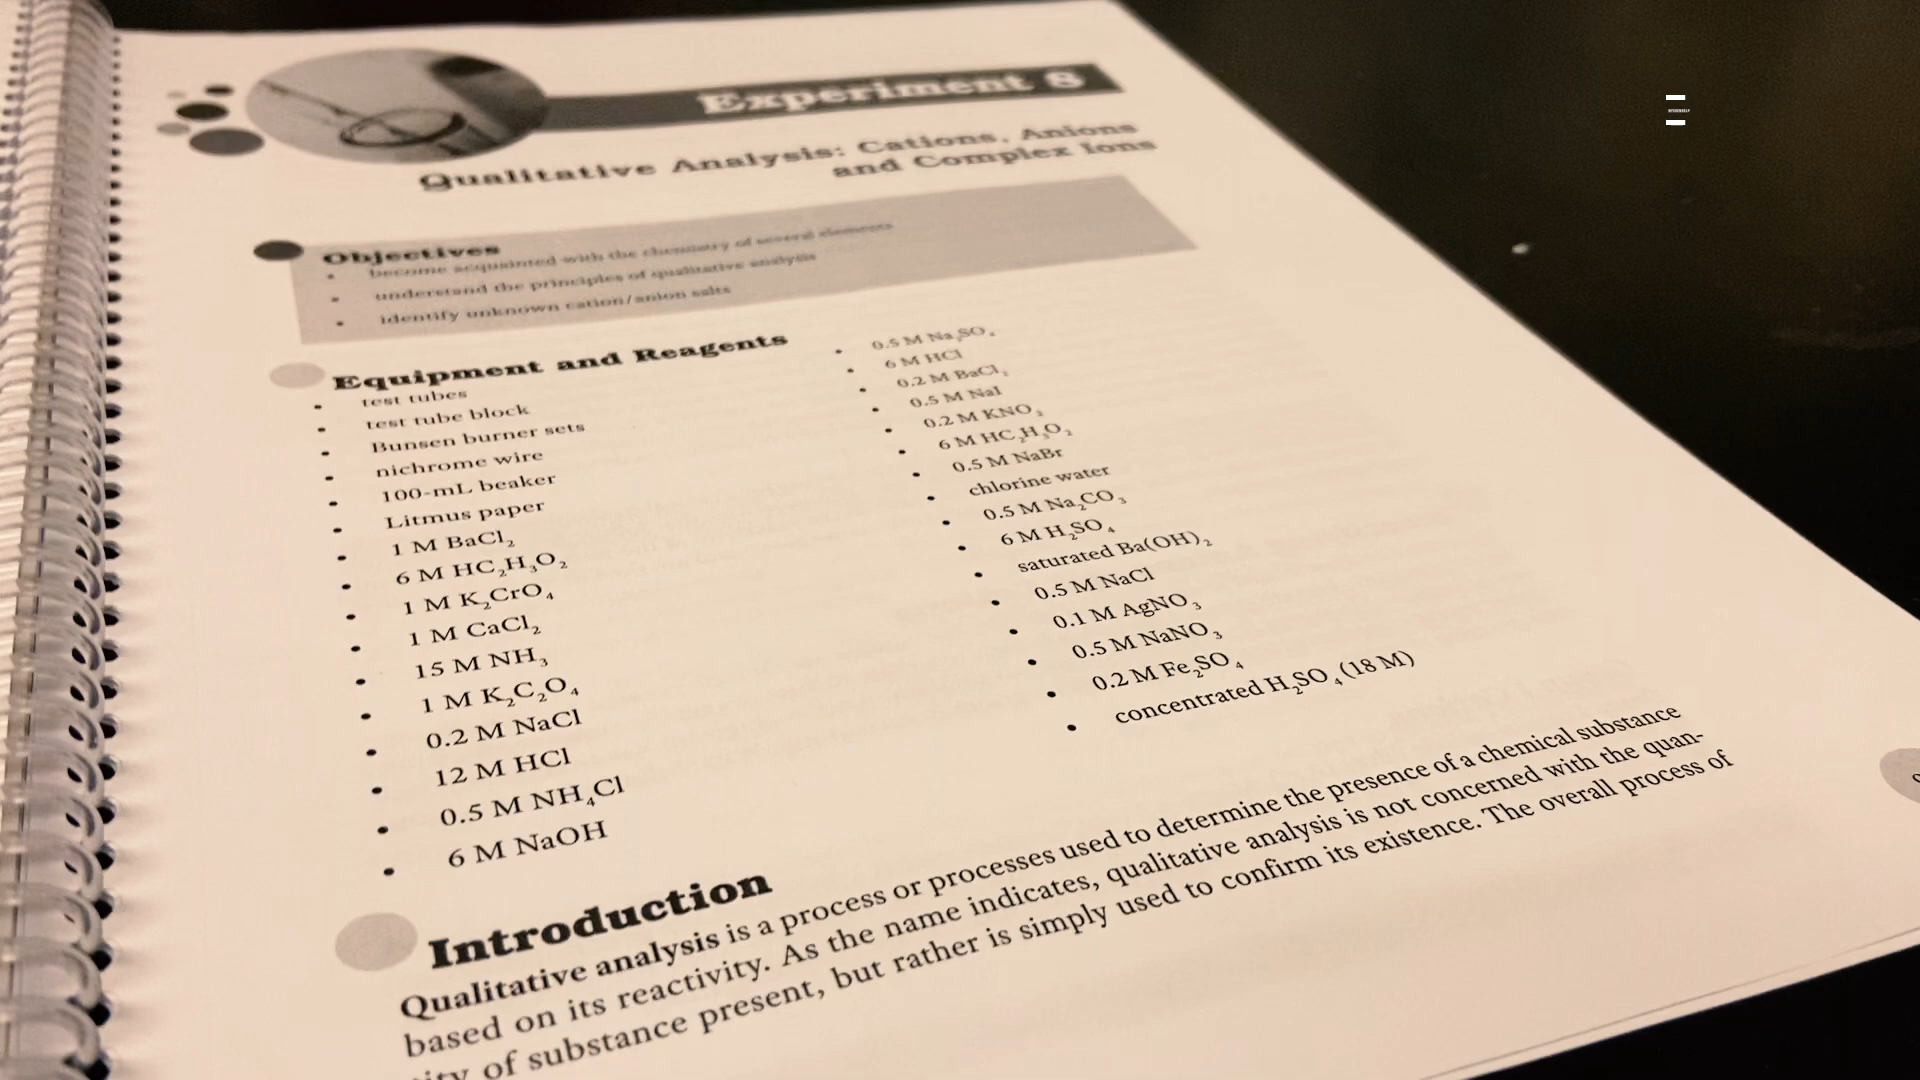 Experiment 8
Qualitative Analysis: Cations, Anions
and Complex Ions
Objectives
• become acquainted with the chemistry of several elements
• understand the principles of qualitative analysis
• identify unknown cation/anion salts
Equipment and Reagents
• test tubes
• test tube block
• Bunsen burner sets
• nichrome wire
• 100-mL beaker
• Litmus paper
• 1 M BaCl₂
• 6 M HC₂H₃O₂
• 1 M K₂CrO₄
• 1 M CaCl₂
• 15 M NH₃
• 1 M K₂C₂O₄
• 0.2 M NaCl
• 12 M HCl
• 0.5 M NH₄Cl
• 6 M NaOH
• 0.5 M Na₂SO₄
• 6 M HCl
• 0.2 M BaCl₂
• 0.5 M NaI
• 0.2 M KNO₃
• 6 M HC₂H₃O₂
• 0.5 M NaBr
• chlorine water
• 0.5 M Na₂CO₃
• 6 M H₂SO₄
• saturated Ba(OH)₂
• 0.5 M NaCl
• 0.1 M AgNO₃
• 0.5 M NaNO₃
• 0.2 M Fe₂SO₄
• concentrated H₂SO₄ (18 M)
Introduction
Qualitative analysis is a process or processes used to determine the presence of a chemical substance
based on its reactivity. As the name indicates, qualitative analysis is not concerned with the quan-
tity of substance present, but rather is simply used to confirm its existence. The overall process of